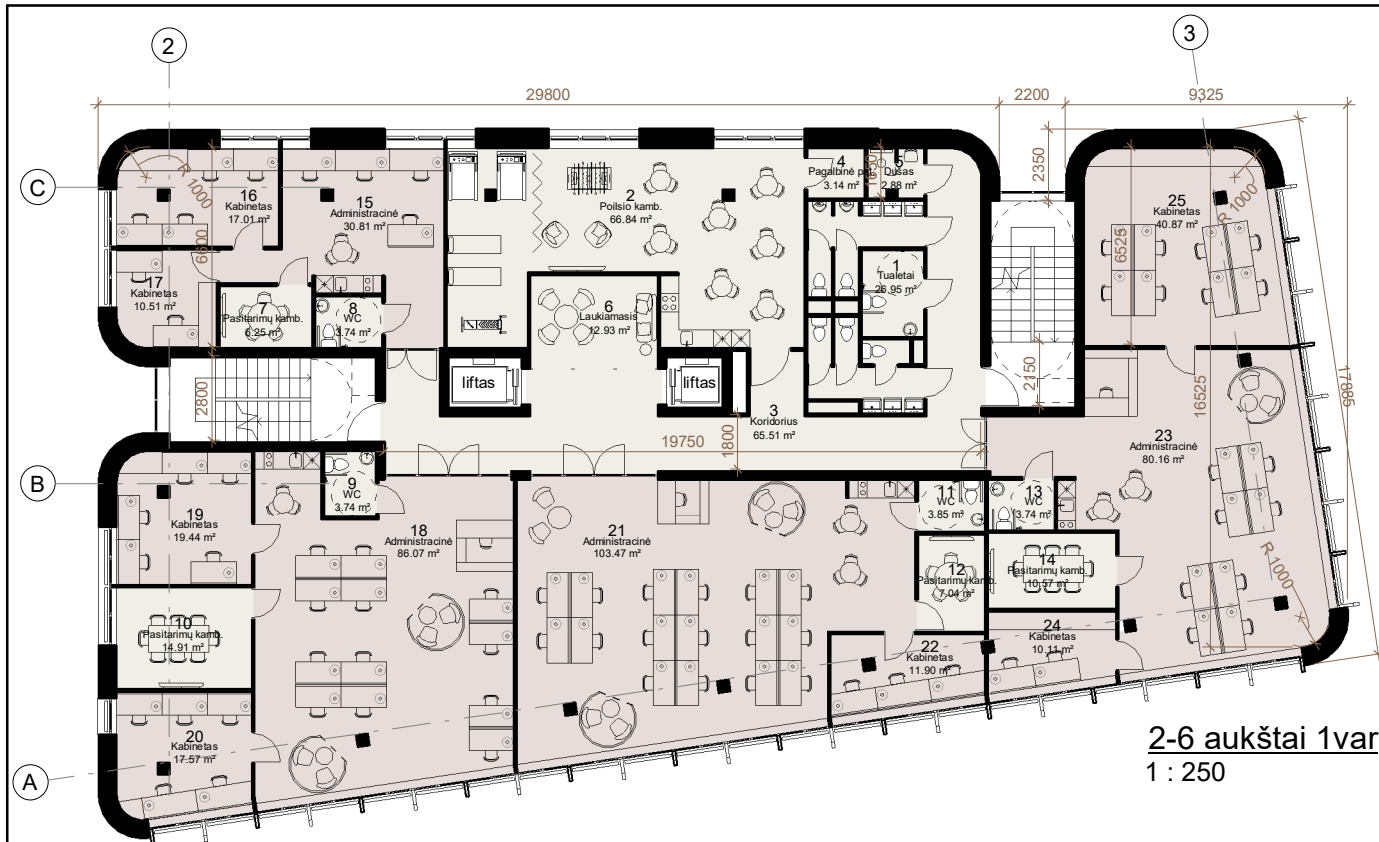 2
3
29800
2200
9325
C
B
A
R 1000
6600
16
Kabinetas
17.01 m²
15
Administracinė
30.81 m²
17
Kabinetas
10.51 m²
7
Pasitarimų kamb.
6.25 m²
8
WC
3.74 m²
2
Poilsio kamb.
66.84 m²
6
Laukiamasis
12.93 m²
4
Pagalbinė pat.
3.14 m²
5
Dušas
2.88 m²
1650
1
Tualetai
26.95 m²
2350
6525
R 1000
25
Kabinetas
40.87 m²
2800
liftas
liftas
2150
16525
17885
3
Koridorius
65.51 m²
19750
1800
23
Administracinė
80.16 m²
9
WC
3.74 m²
11
WC
3.85 m²
13
WC
3.74 m²
19
Kabinetas
19.44 m²
18
Administracinė
86.07 m²
21
Administracinė
103.47 m²
12
Pasitarimų kamb.
7.04 m²
14
Pasitarimų kamb.
10.57 m²
R 1000
10
Pasitarimų kamb.
14.91 m²
22
Kabinetas
11.90 m²
24
Kabinetas
10.11 m²
20
Kabinetas
17.57 m²
2-6 aukštai 1var
1 : 250